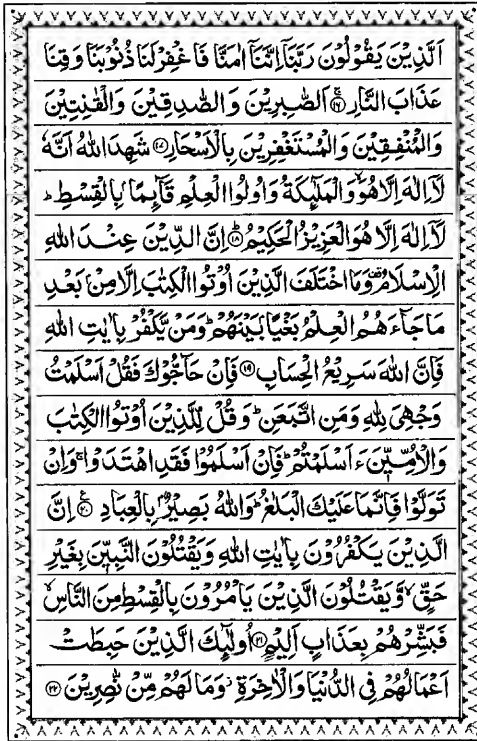 اَلَّذِيْنَ يَقُوْلُوْنَ رَبَّنَاۤ اِنَّنَاۤ اٰمَنَّا فَاغْفِرْ لَنَا ذُنُوْبَنَا وَقِنَا
عَذَابَ النَّارِ ۚ﴿۱۶﴾ اَلصّٰبِرِيْنَ وَالصّٰدِقِيْنَ وَالْقٰنِتِيْنَ
وَالْمُنْفِقِيْنَ وَالْمُسْتَغْفِرِيْنَ بِالْاَسْحَارِ ﴿۱۷﴾ شَهِدَ اللّٰهُ اَنَّهٗ
لَاۤ اِلٰهَ اِلَّا هُوَ ۙ وَالْمَلٰٓئِكَةُ وَاُولُوا الْعِلْمِ قَآئِمًاۢ بِالْقِسْطِ ؕ
لَاۤ اِلٰهَ اِلَّا هُوَ الْعَزِيْزُ الْحَكِيْمُ ﴿۱۸﴾ اِنَّ الدِّيْنَ عِنْدَ اللّٰهِ
الْاِسْلَامُ ۟ وَمَا اخْتَلَفَ الَّذِيْنَ اُوْتُوا الْكِتٰبَ اِلَّا مِنْۢ بَعْدِ
مَا جَآءَهُمُ الْعِلْمُ بَغْيًاۢ بَيْنَهُمْ ؕ وَمَنْ يَّكْفُرْ بِاٰيٰتِ اللّٰهِ
فَاِنَّ اللّٰهَ سَرِيْعُ الْحِسَابِ ﴿۱۹﴾ فَاِنْ حَآجُّوْكَ فَقُلْ اَسْلَمْتُ
وَجْهِيَ لِلّٰهِ وَمَنِ اتَّبَعَنِ ؕ وَقُلْ لِّلَّذِيْنَ اُوْتُوا الْكِتٰبَ
وَالْاُمِّيّٖنَ ءَاَسْلَمْتُمْ ؕ فَاِنْ اَسْلَمُوْا فَقَدِ اهْتَدَوْا ۚ وَاِنْ
تَوَلَّوْا فَاِنَّمَا عَلَيْكَ الْبَلٰغُ ؕ وَاللّٰهُ بَصِيْرٌۢ بِالْعِبَادِ ﴿۲۰﴾ اِنَّ
الَّذِيْنَ يَكْفُرُوْنَ بِاٰيٰتِ اللّٰهِ وَيَقْتُلُوْنَ النَّبِيّٖنَ بِغَيْرِ
حَقٍّ ۙ وَّيَقْتُلُوْنَ الَّذِيْنَ يَاْمُرُوْنَ بِالْقِسْطِ مِنَ النَّاسِ ۙ
فَبَشِّرْهُمْ بِعَذَابٍ اَلِيْمٍ ﴿۲۱﴾ اُولٰٓئِكَ الَّذِيْنَ حَبِطَتْ
اَعْمَالُهُمْ فِي الدُّنْيَا وَالْاٰخِرَةِ ۫ وَمَا لَهُمْ مِّنْ نّٰصِرِيْنَ ﴿۲۲﴾